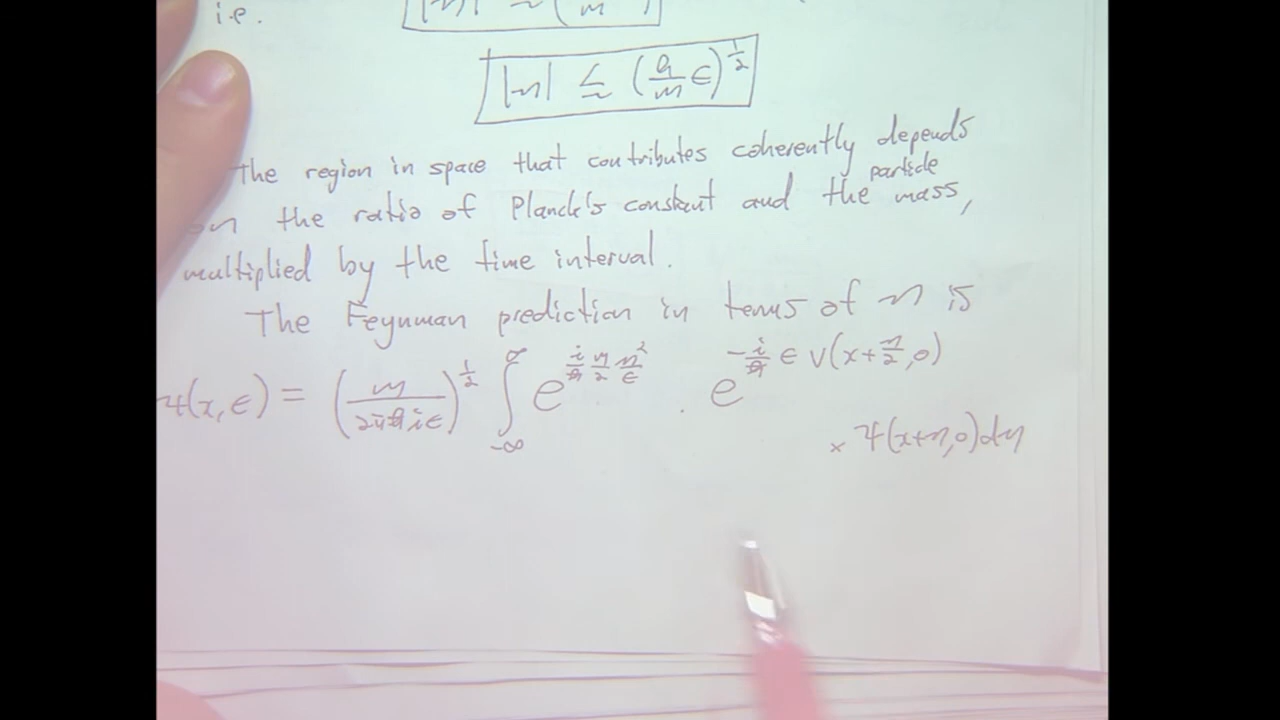 i.e.
|η| ≲ (ħ/m ε)^{1/2}
The region in space that contributes coherently depends
on the ratio of Planck's constant and the particle mass,
multiplied by the time interval.
The Feynman prediction in terms of η is
Ψ(x,ε) = (m/2πħiε)^{1/2} ∫_{-∞}^{∞} e^{i/ħ m/2 η²/ε} · e^{-i/ħ ε V(x+η/2,0)}
× Ψ(x+η,0)dη